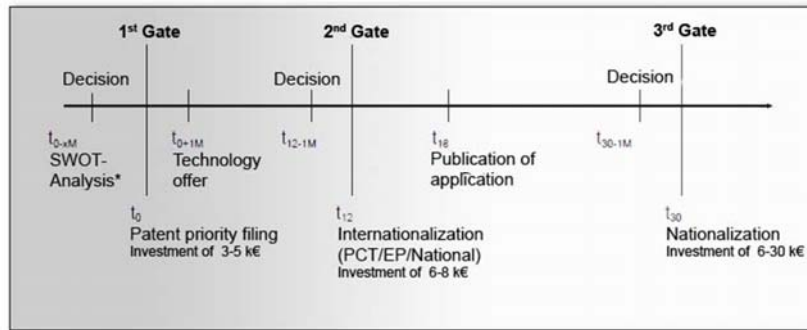 1st Gate 2nd Gate 3rd Gate
Decision Decision Decision
t0-xM t0+1M t12-1M t18 t30-1M
SWOT- Technology Publication of
Analysis* offer application
t0 t12 t30
Patent priority filing Internationalization Nationalization
Investment of 3-5 k€ (PCT/EP/National) Investment of 6-30 k€
Investment of 6-8 k€